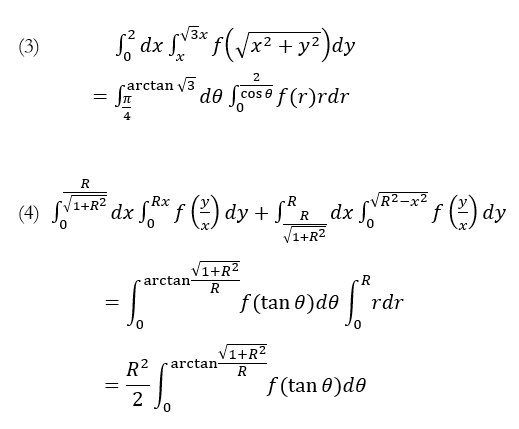 (3) ∫₀² dx ∫ₓ^{√3x} f(√(x² + y²))dy
= ∫_{π/4}^{arctan √3} dθ ∫₀^{2/cos θ} f(r)rdr
(4) ∫₀^{R/√(1+R²)} dx ∫₀^{Rx} f(y/x) dy + ∫_{R/√(1+R²)}^{R} dx ∫₀^{√(R²−x²)} f(y/x) dy
= ∫₀^{arctan √(1+R²)/R} f(tan θ)dθ ∫₀^{R} rdr
= R²/2 ∫₀^{arctan √(1+R²)/R} f(tan θ)dθ